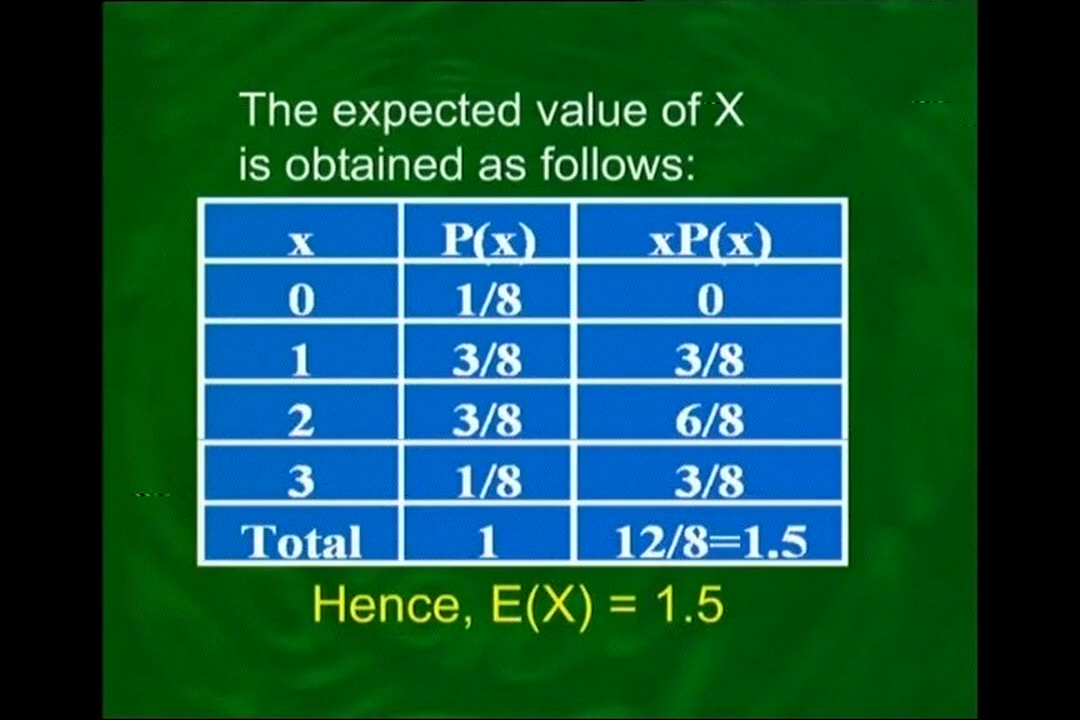 The expected value of X
is obtained as follows:
x P(x) xP(x)
0 1/8 0
1 3/8 3/8
2 3/8 6/8
3 1/8 3/8
Total 1 12/8=1.5
Hence, E(X) = 1.5